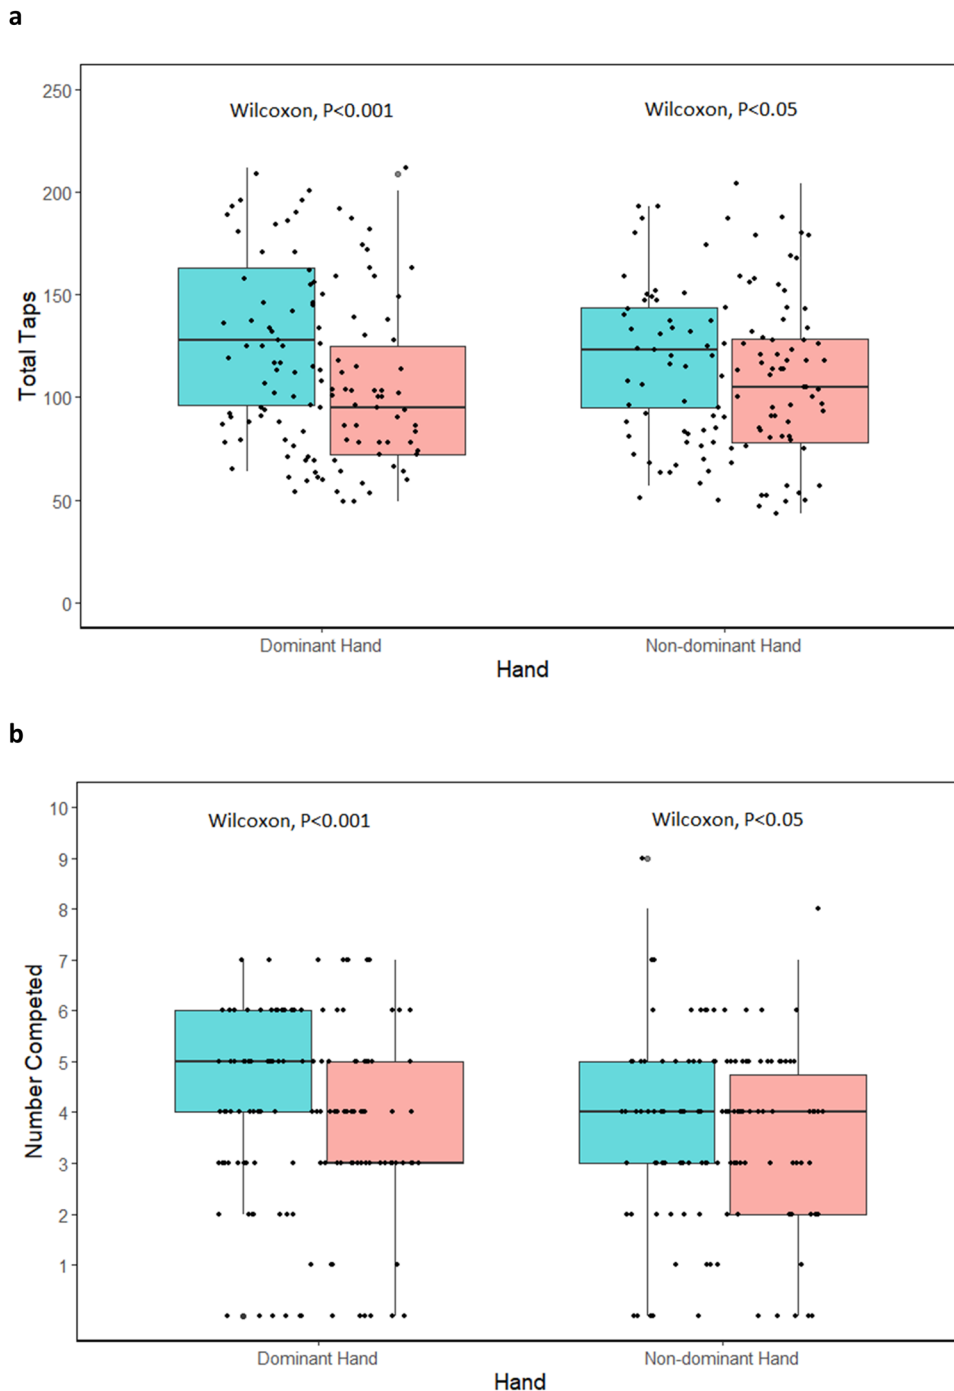 a
250
200
150
100
50
0
Total Taps
Wilcoxon, P<0.001
Wilcoxon, P<0.05
Dominant Hand
Non-dominant Hand
Hand
b
10
9
8
7
6
5
4
3
2
1
Number Competed
Wilcoxon, P<0.001
Wilcoxon, P<0.05
Dominant Hand
Non-dominant Hand
Hand